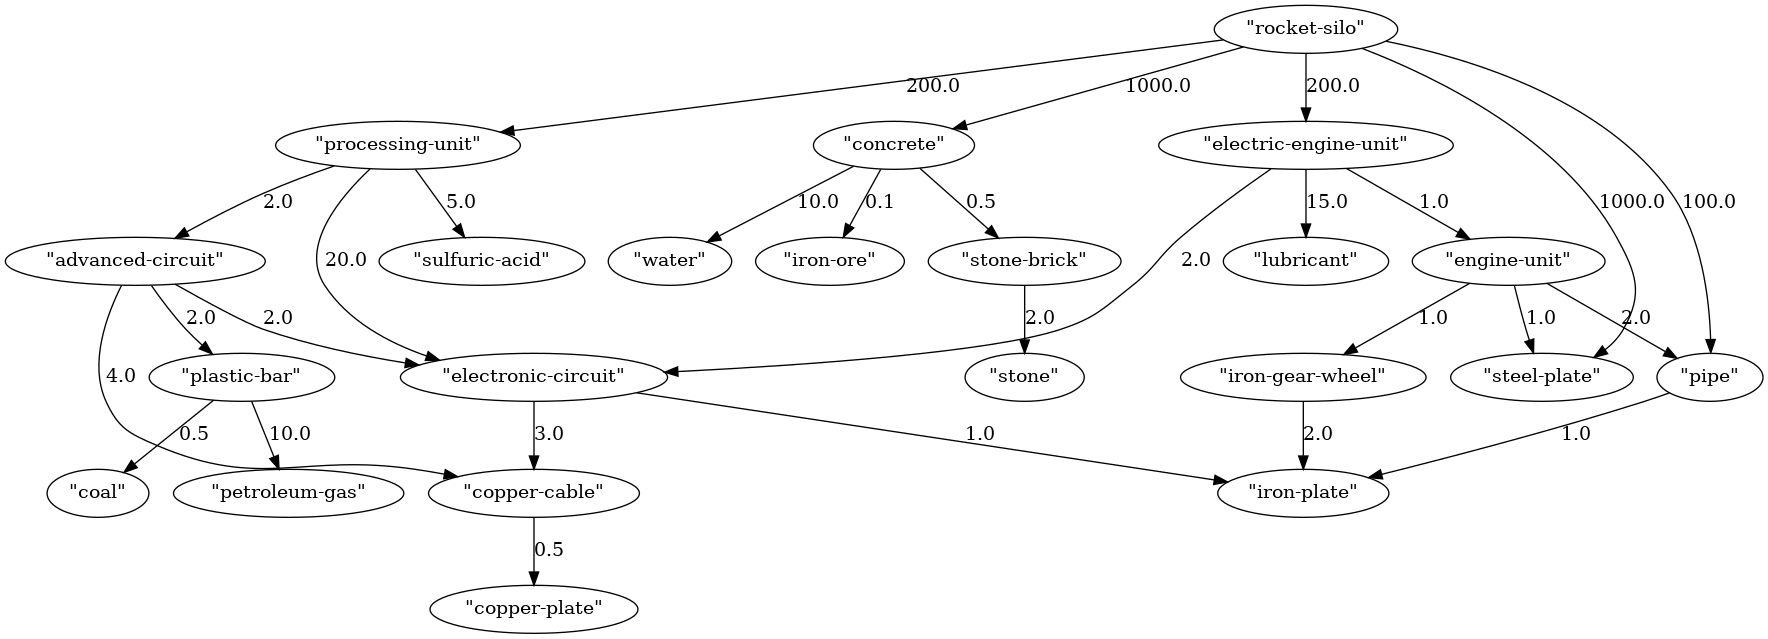 "rocket-silo"
200.0
1000.0
200.0
"processing-unit"
"concrete"
"electric-engine-unit"
2.0
5.0
10.0
0.1
0.5
15.0
1.0
1000.0
100.0
"advanced-circuit"
20.0
"sulfuric-acid"
"water"
"iron-ore"
"stone-brick"
2.0
"lubricant"
"engine-unit"
2.0
2.0
2.0
1.0
1.0
2.0
4.0
"plastic-bar"
"electronic-circuit"
"stone"
"iron-gear-wheel"
"steel-plate"
"pipe"
0.5
10.0
3.0
1.0
2.0
1.0
"coal"
"petroleum-gas"
"copper-cable"
"iron-plate"
0.5
"copper-plate"